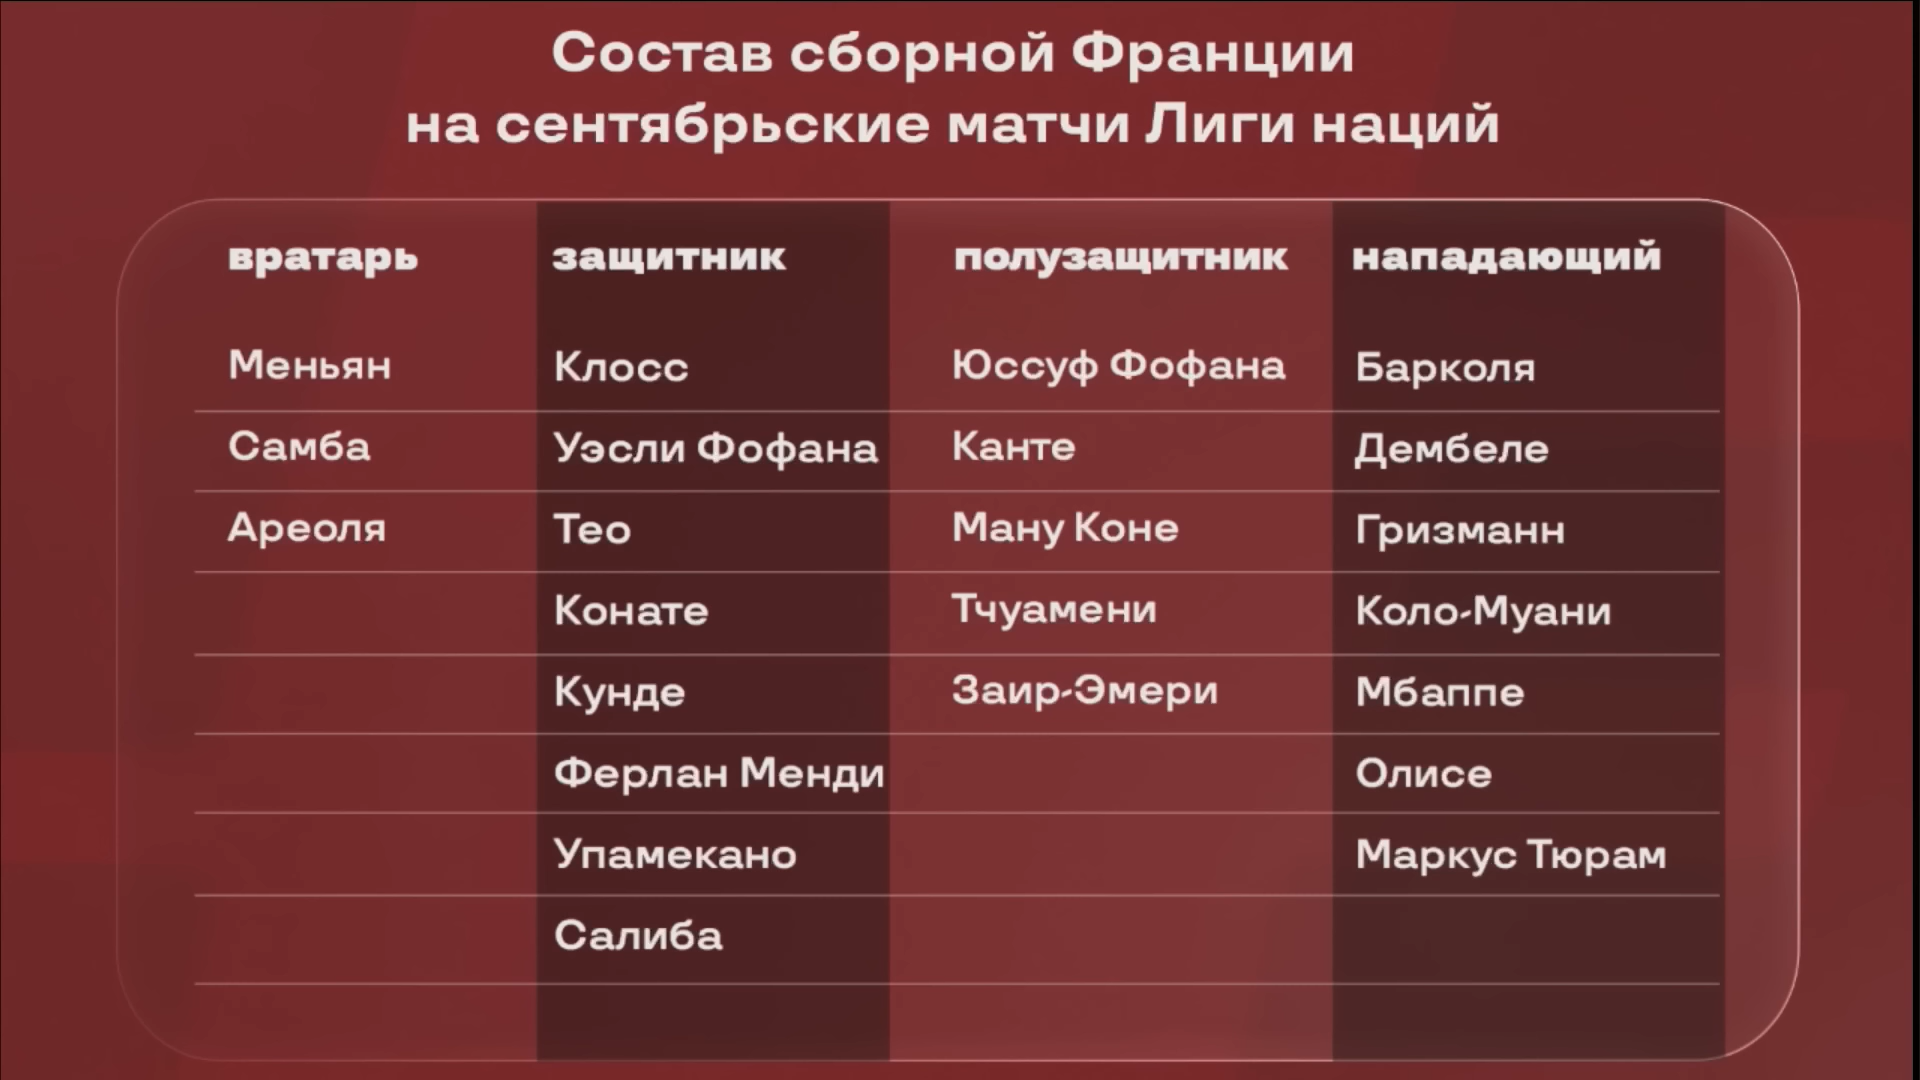 Состав сборной Франции
на сентябрьские матчи Лиги наций
вратарь защитник полузащитник нападающий
Меньян Клосс Юссуф Фофана Барколя
Самба Уэсли Фофана Канте Дембеле
Ареоля Тео Ману Коне Гризманн
Конате Тчуамени Коло-Муани
Кунде Заир-Эмери Мбаппе
Ферлан Менди Олисе
Упамекано Маркус Тюрам
Салиба